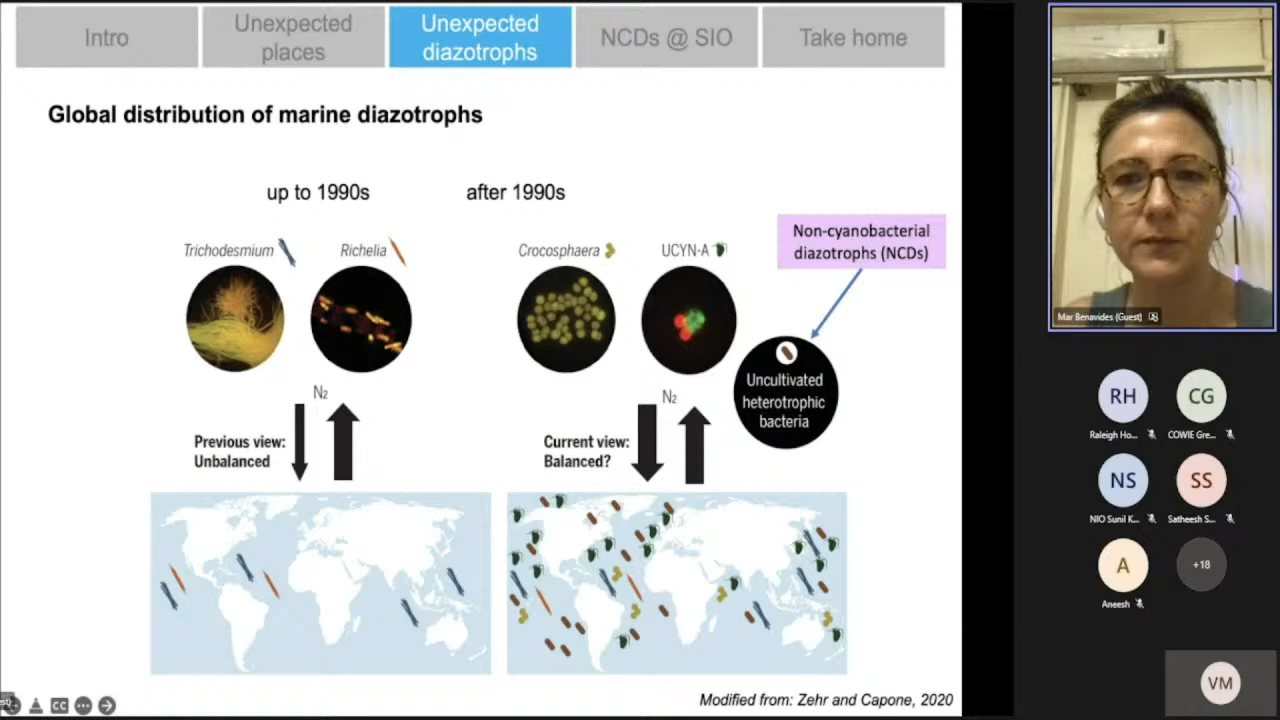 Intro
Unexpected
places
Unexpected
diazotrophs
NCDs @ SIO
Take home
Global distribution of marine diazotrophs
up to 1990s
after 1990s
Trichodesmium
Richelia
Crocosphaera
UCYN-A
Non-cyanobacterial
diazotrophs (NCDs)
Uncultivated
heterotrophic
bacteria
N₂
Previous view:
Unbalanced
N₂
Current view:
Balanced?
Modified from: Zehr and Capone, 2020
CC
Mar Benavides (Guest)
RH
Raleigh Ho...
CG
COWIE Gre...
NS
NIO Sunil K...
SS
Satheesh S...
A
Aneesh
+18
VM